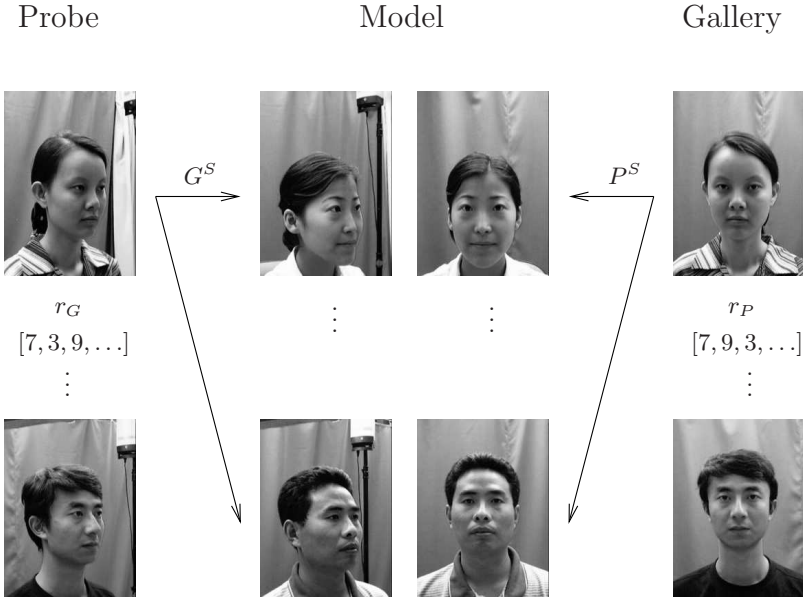 Probe
Model
Gallery
G^S
P^S
r_G
[7, 3, 9, . . .]
⋮
⋮
⋮
r_P
[7, 9, 3, . . .]
⋮